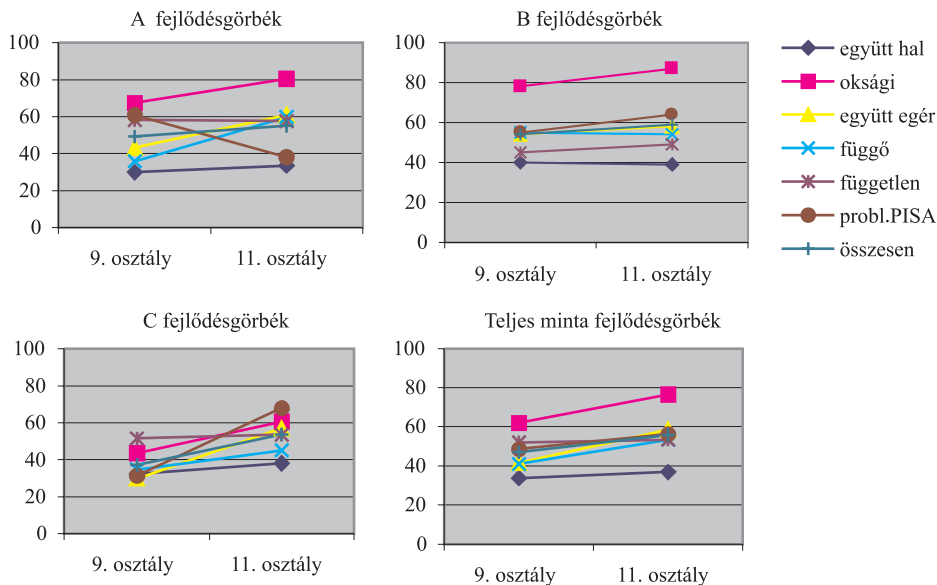 A fejlődésgörbék
100
80
60
40
20
0
9. osztály 11. osztály
B fejlődésgörbék
100
80
60
40
20
0
9. osztály 11. osztály
együtt hal
oksági
együtt egér
függő
független
probl.PISA
összesen
C fejlődésgörbék
100
80
60
40
20
0
9. osztály 11. osztály
Teljes minta fejlődésgörbék
100
80
60
40
20
0
9. osztály 11. osztály